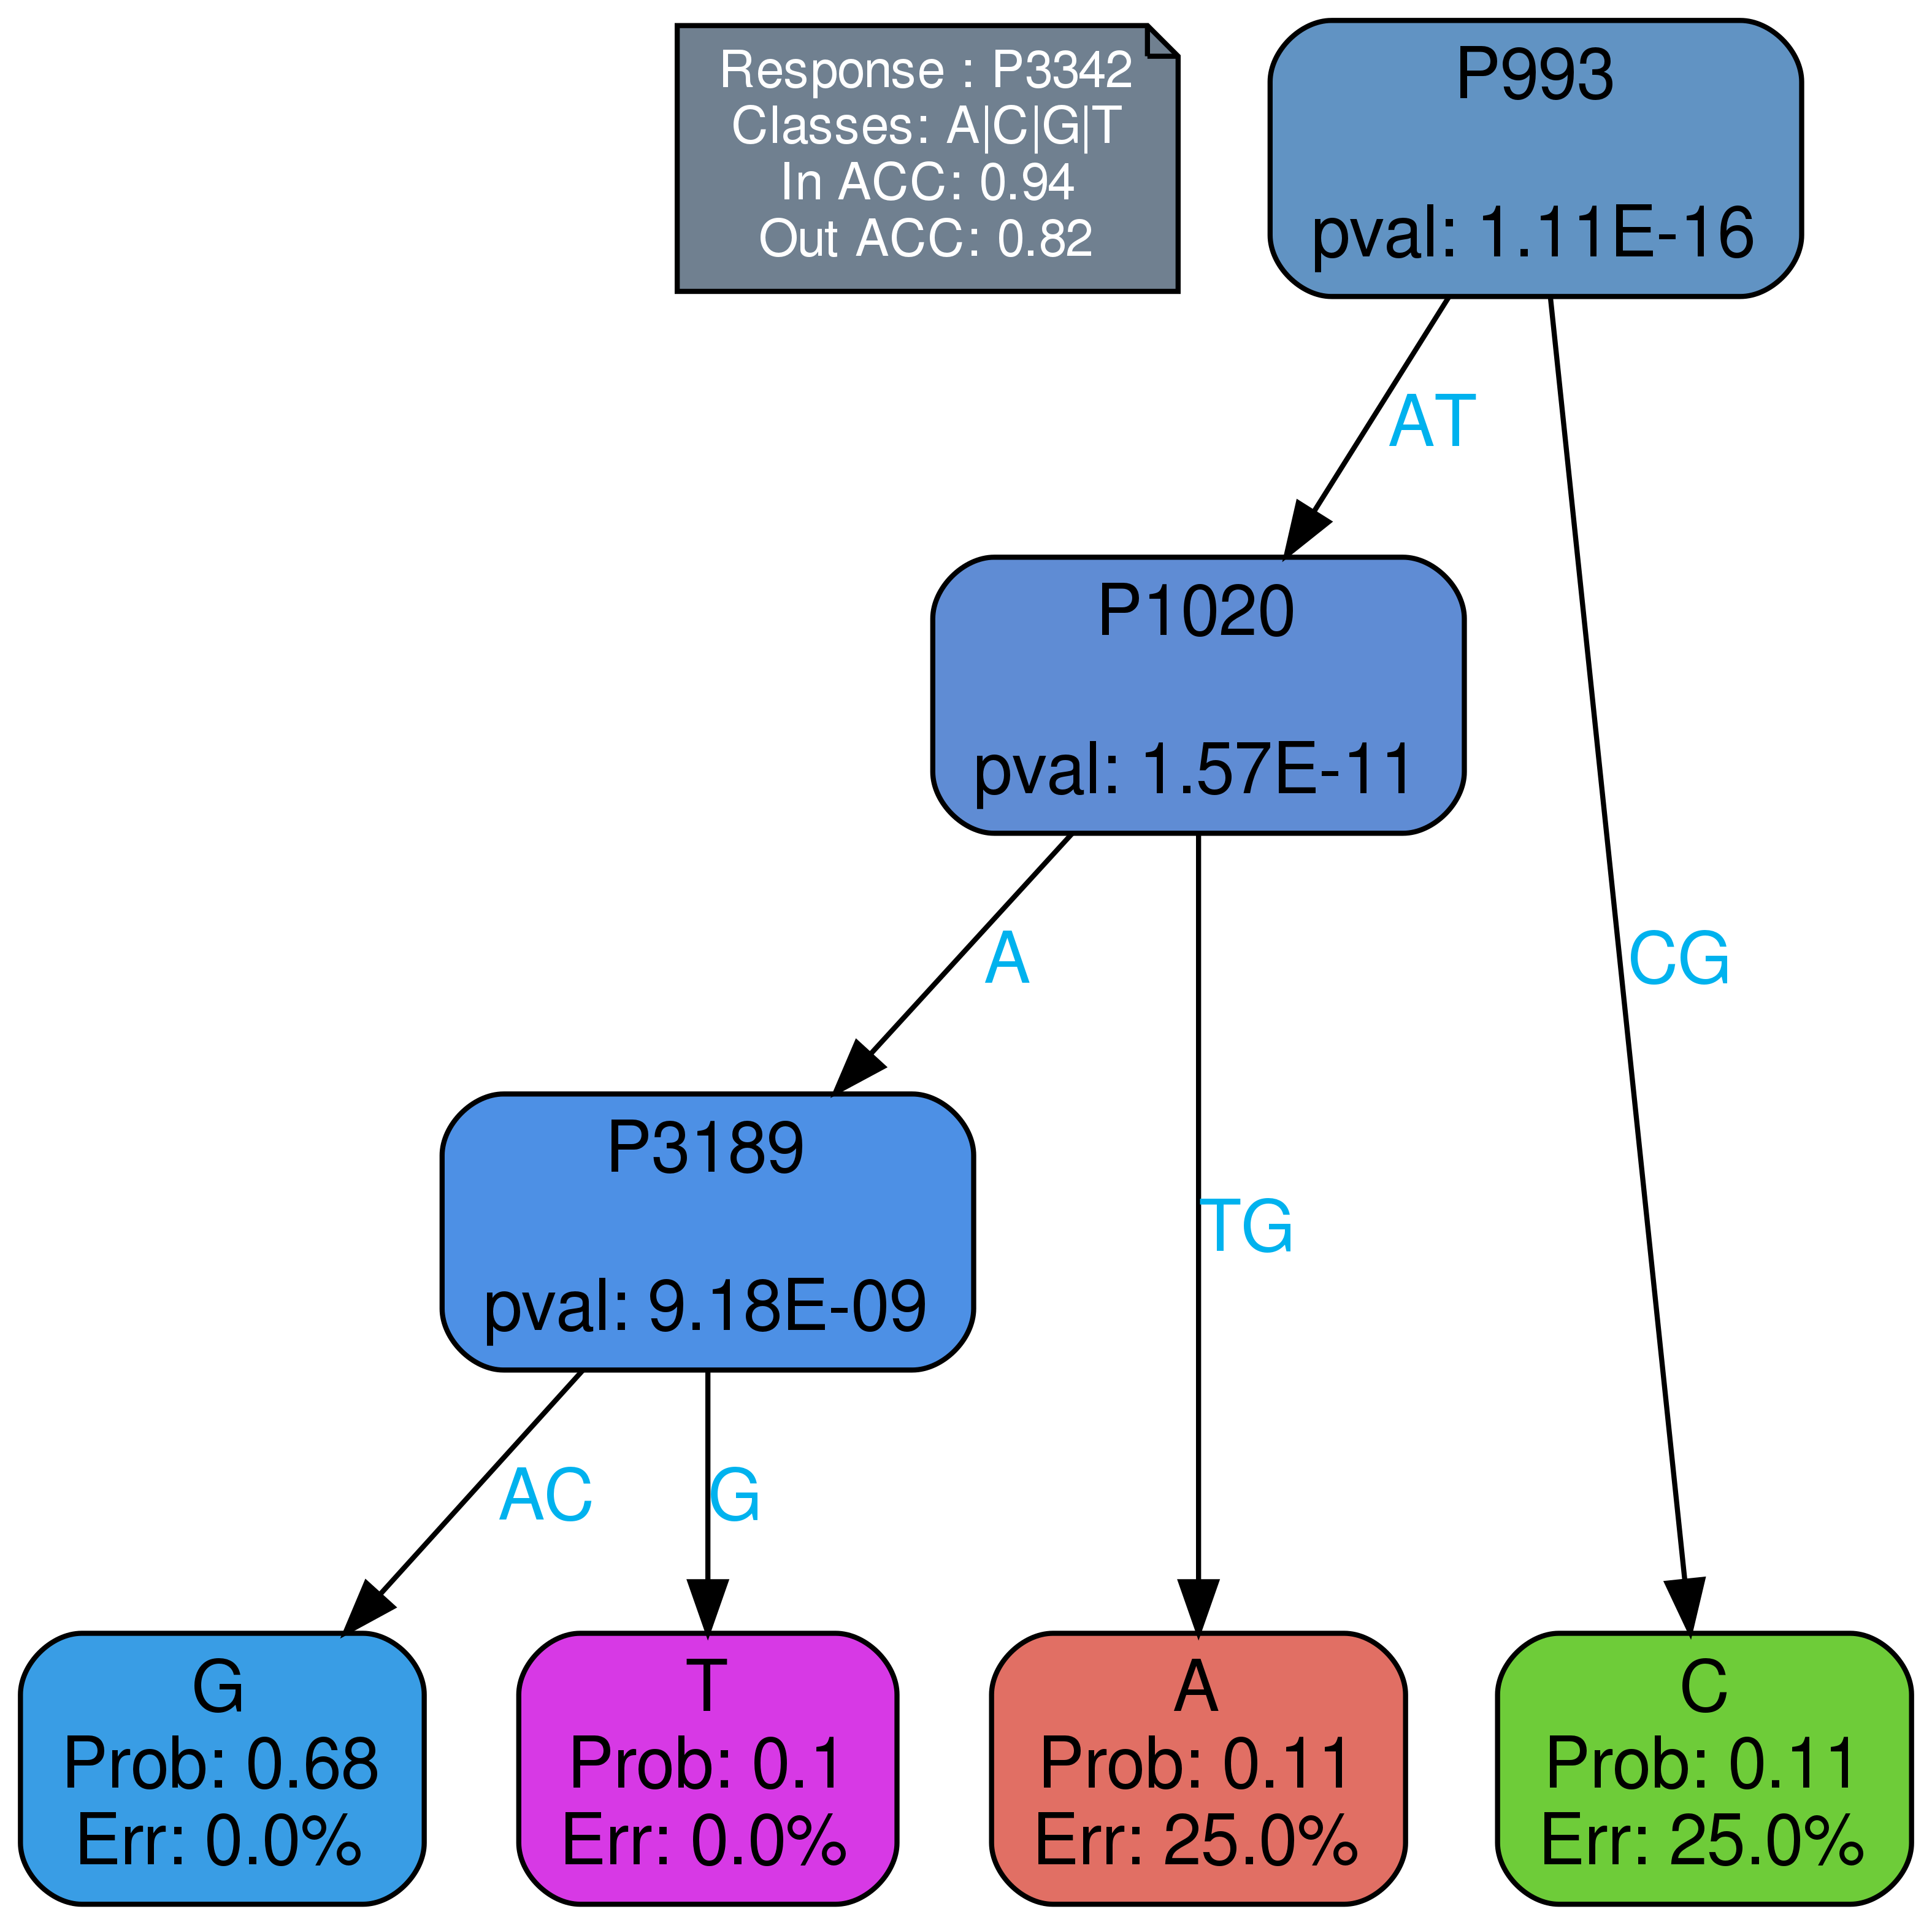 Response : P3342
Classes: A|C|G|T
In ACC: 0.94
Out ACC: 0.82
P993
pval: 1.11E-16
AT
CG
P1020
pval: 1.57E-11
A
TG
P3189
pval: 9.18E-09
AC
G
G
Prob: 0.68
Err: 0.0%
T
Prob: 0.1
Err: 0.0%
A
Prob: 0.11
Err: 25.0%
C
Prob: 0.11
Err: 25.0%